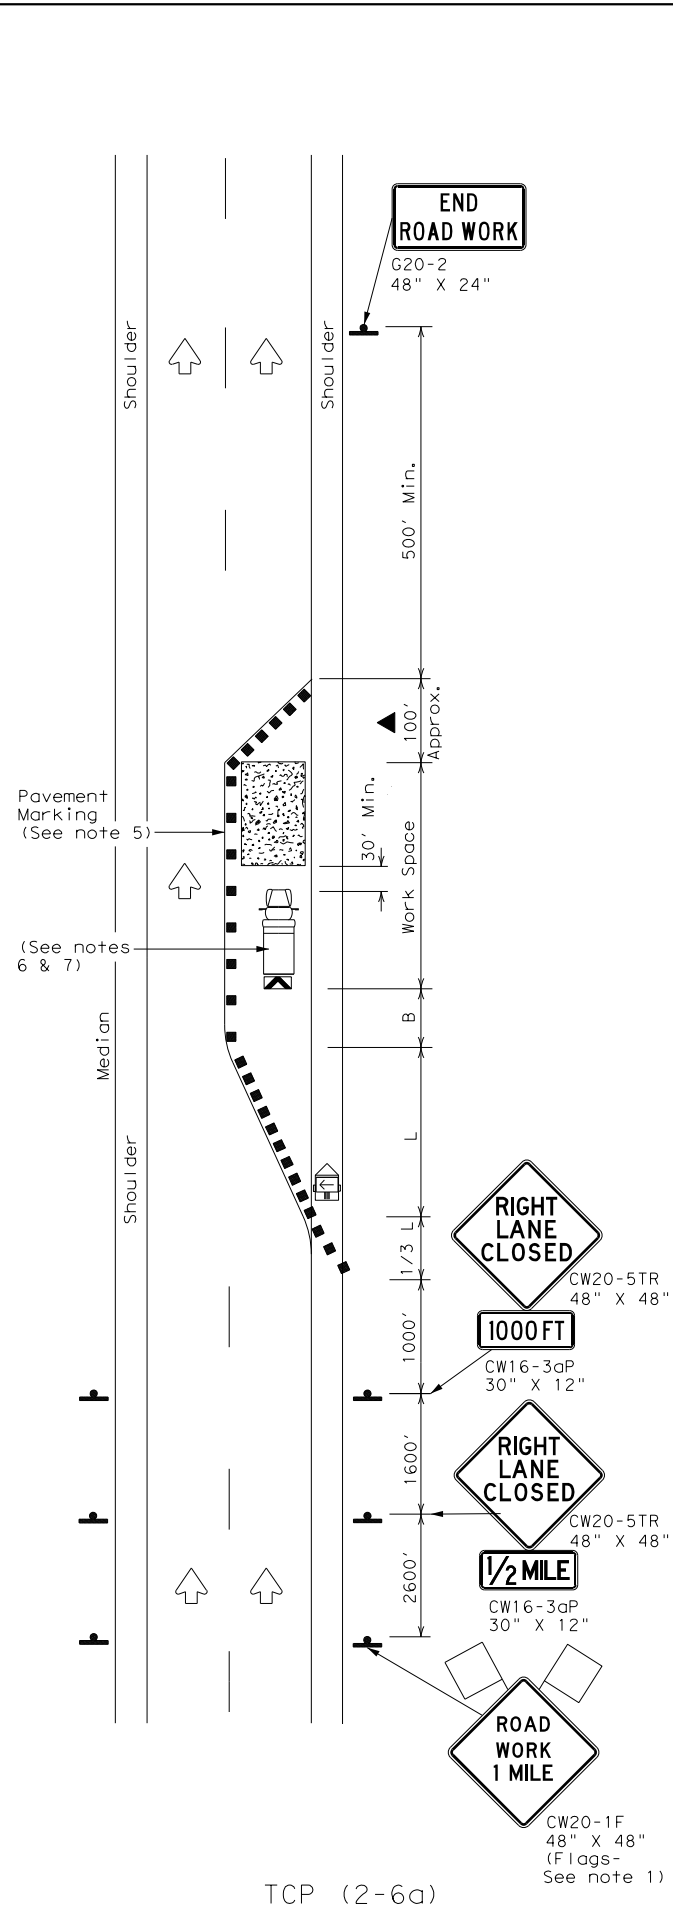 END
ROAD WORK
G20-2
48" X 24"
Shoulder
Shoulder
500' Min.
100'
Approx.
30' Min.
Work Space
Pavement
Marking
(See note 5)
(See notes
6 & 7)
B
Median
Shoulder
L
1/3 L
RIGHT
LANE
CLOSED
CW20-5TR
48" X 48"
1000 FT
CW16-3aP
30" X 12"
1000'
1600'
RIGHT
LANE
CLOSED
CW20-5TR
48" X 48"
1/2 MILE
CW16-3aP
30" X 12"
2600'
ROAD
WORK
1 MILE
CW20-1F
48" X 48"
(Flags-
See note 1)
TCP (2-6a)